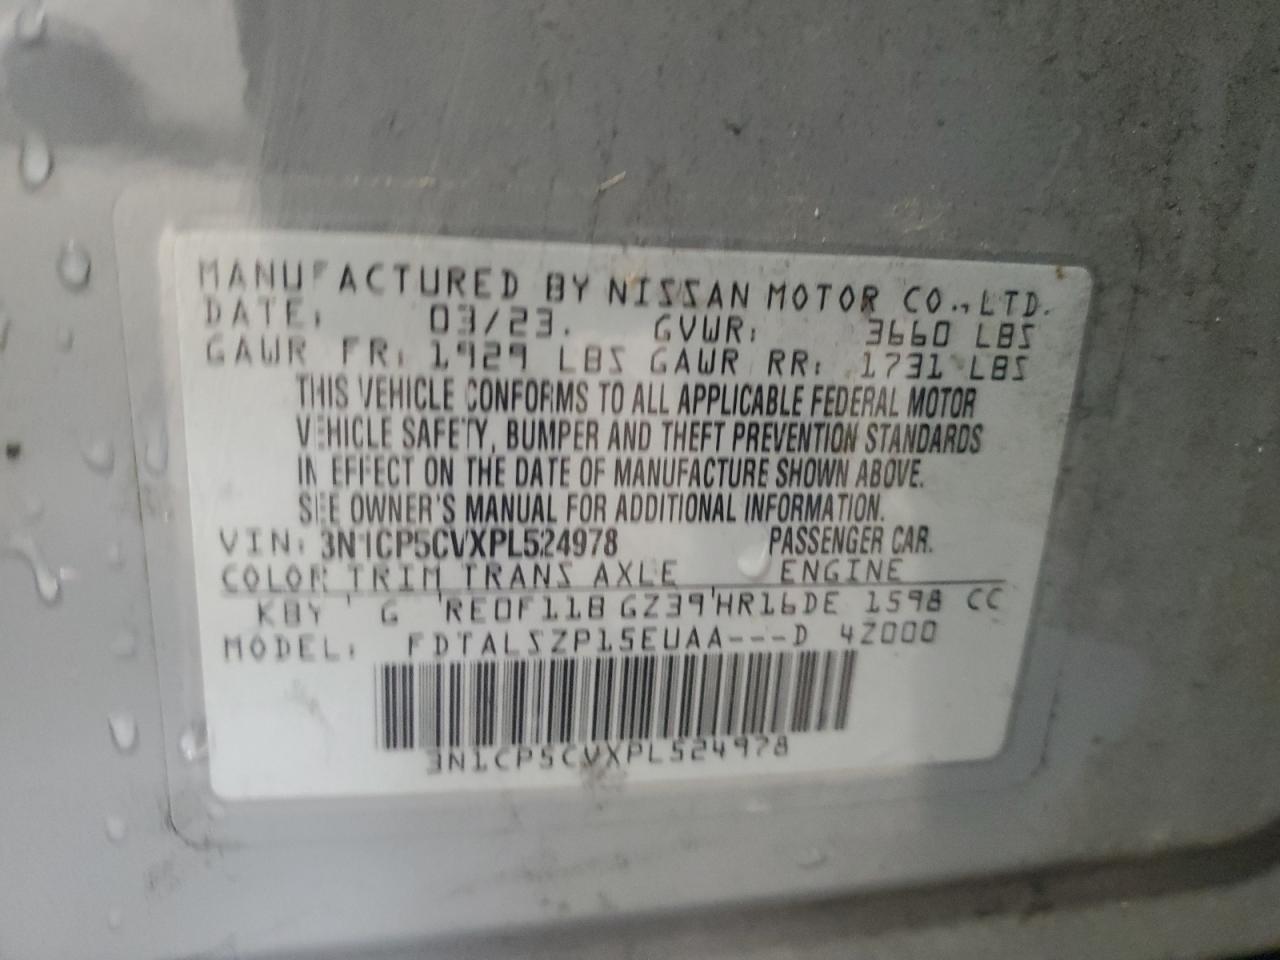 MANUFACTURED BY NISSAN MOTOR CO., LTD.
DATE: 03/23. GVWR: 3660 LBS
GAWR FR: 1929 LBS GAWR RR: 1731 LBS
THIS VEHICLE CONFORMS TO ALL APPLICABLE FEDERAL MOTOR
VEHICLE SAFETY, BUMPER AND THEFT PREVENTION STANDARDS
IN EFFECT ON THE DATE OF MANUFACTURE SHOWN ABOVE.
SEE OWNER'S MANUAL FOR ADDITIONAL INFORMATION.
VIN: 3N1CP5CVXPL524978 PASSENGER CAR.
COLOR TRIM TRANS AXLE ENGINE
KBY G RE0F11B GZ39 HR16DE 1598 CC
MODEL: FDTALSZP15EUAA---D 4Z000
3N1CP5CVXPL524978